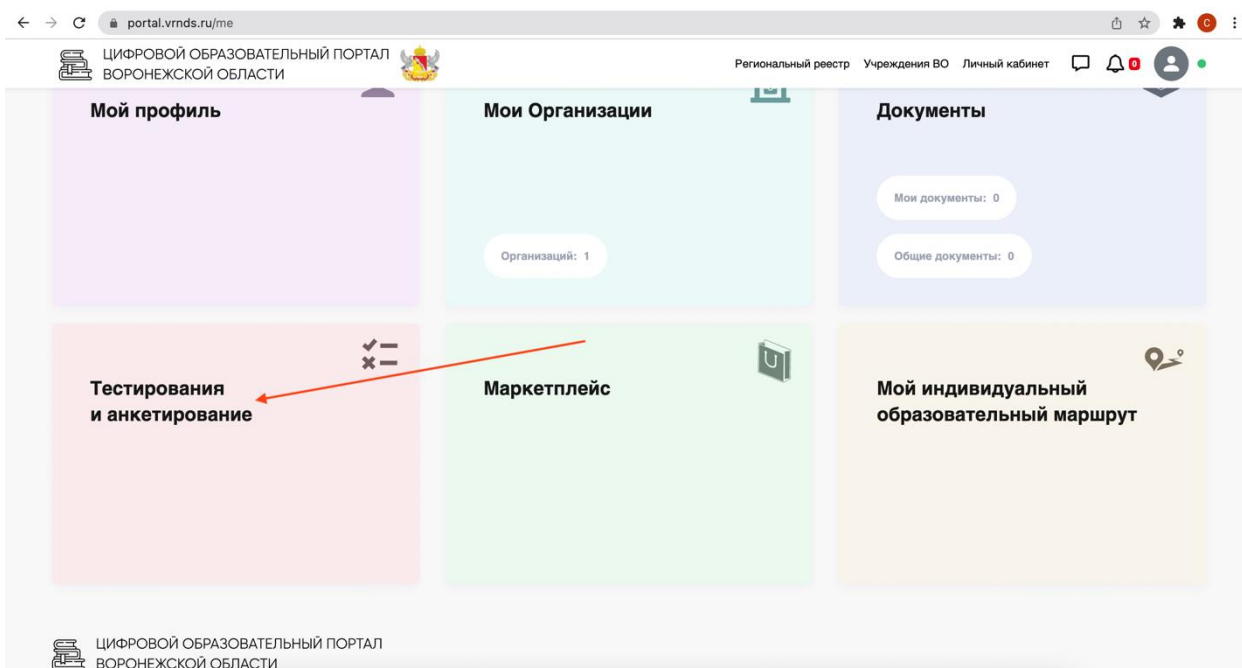 portal.vrnds.ru/me
С
ЦИФРОВОЙ ОБРАЗОВАТЕЛЬНЫЙ ПОРТАЛ
ВОРОНЕЖСКОЙ ОБЛАСТИ
Региональный реестр Учреждения ВО Личный кабинет 0
Мой профиль
Мои Организации
Организаций: 1
Документы
Мои документы: 0
Общие документы: 0
Тестирования
и анкетирование
Маркетплейс
Мой индивидуальный
образовательный маршрут
ЦИФРОВОЙ ОБРАЗОВАТЕЛЬНЫЙ ПОРТАЛ
ВОРОНЕЖСКОЙ ОБЛАСТИ